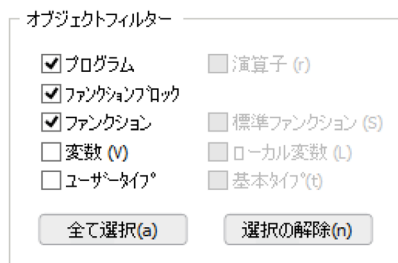 オブジェクトフィルター
プログラム 演算子 (r)
ファンクションブロック
ファンクション 標準ファンクション (S)
変数 (V) ローカル変数 (L)
ユーザータイプ 基本タイプ(t)
全て選択(a) 選択の解除(n)